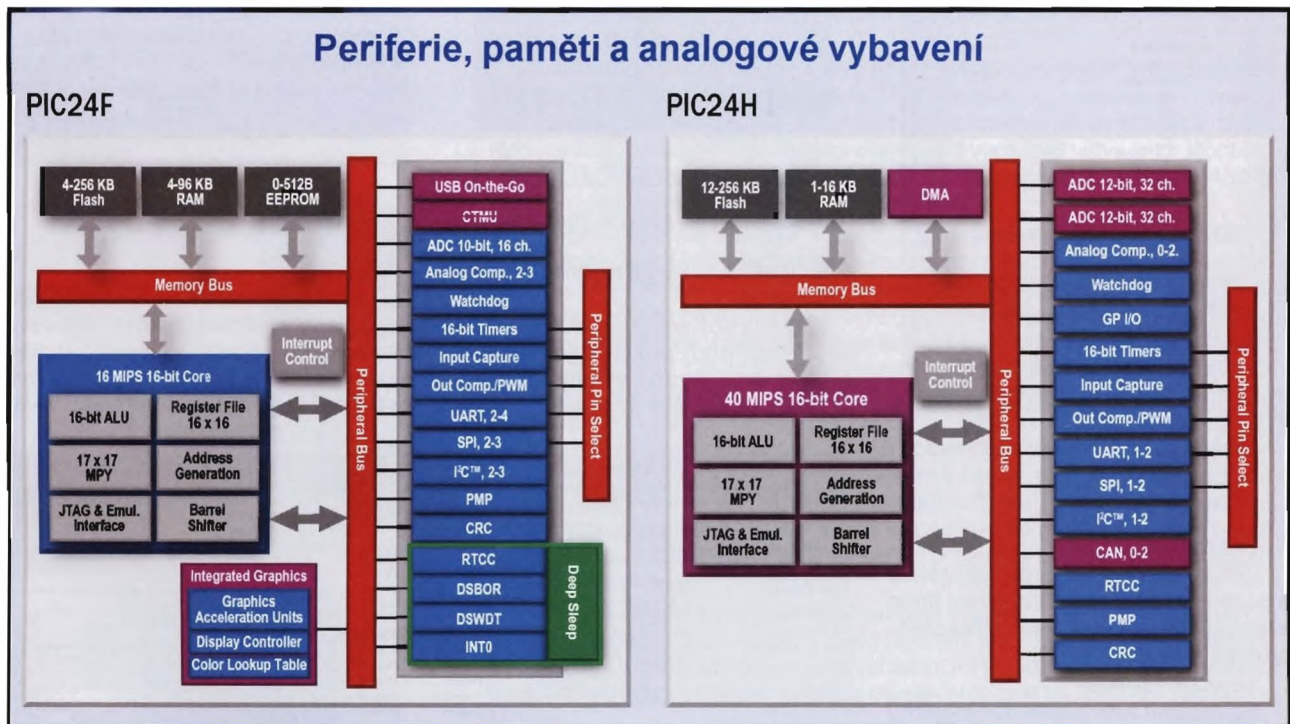 Periferie, paměti a analogové vybavení
PIC24F
4-256 KB
Flash
4-96 KB
RAM
0-512B
EEPROM
Memory Bus
Interrupt
Control
16 MIPS 16-bit Core
16-bit ALU
Register File
16 x 16
17 x 17
MPY
Address
Generation
JTAG & Emul.
Interface
Barrel
Shifter
Integrated Graphics
Graphics
Acceleration Units
Display Controller
Color Lookup Table
Peripheral Bus
USB On-the-Go
CTMU
ADC 10-bit, 16 ch.
Analog Comp., 2-3
Watchdog
16-bit Timers
Input Capture
Out Comp./PWM
UART, 2-4
SPI, 2-3
I²C™, 2-3
PMP
CRC
RTCC
DSBOR
DSWDT
INT0
Deep Sleep
Peripheral Pin Select
PIC24H
12-256 KB
Flash
1-16 KB
RAM
DMA
Memory Bus
Interrupt
Control
40 MIPS 16-bit Core
16-bit ALU
Register File
16 x 16
17 x 17
MPY
Address
Generation
JTAG & Emul.
Interface
Barrel
Shifter
Peripheral Bus
ADC 12-bit, 32 ch.
ADC 12-bit, 32 ch.
Analog Comp., 0-2.
Watchdog
GP I/O
16-bit Timers
Input Capture
Out Comp./PWM
UART, 1-2
SPI, 1-2
I²C™, 1-2
CAN, 0-2
RTCC
PMP
CRC
Peripheral Pin Select